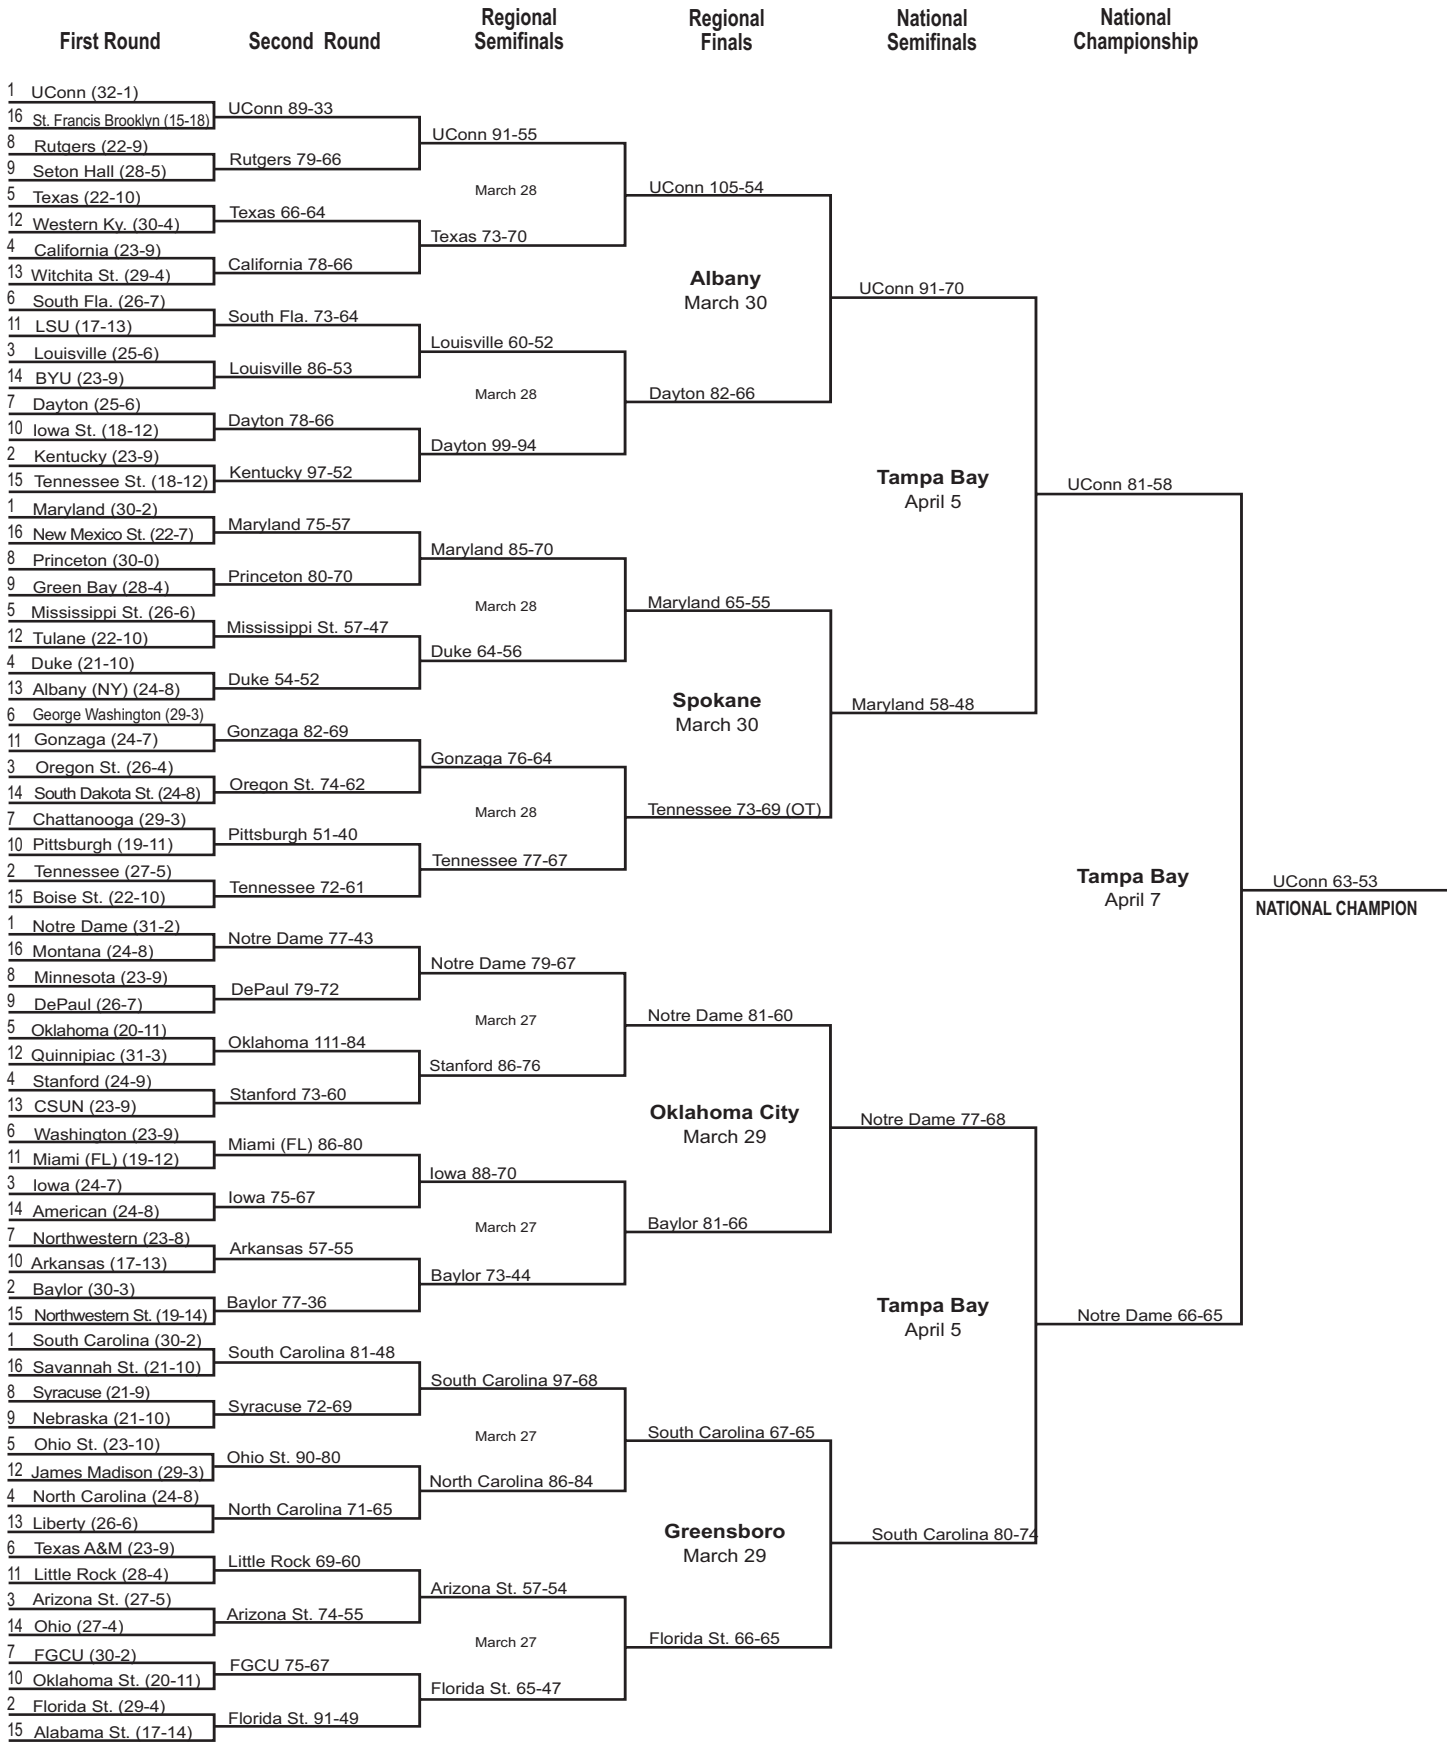 First Round
Second Round
Regional
Semifinals
Regional
Finals
National
Semifinals
National
Championship
1 UConn (32-1)
16 St. Francis Brooklyn (15-18)
8 Rutgers (22-9)
9 Seton Hall (28-5)
5 Texas (22-10)
12 Western Ky. (30-4)
4 California (23-9)
13 Witchita St. (29-4)
6 South Fla. (26-7)
11 LSU (17-13)
3 Louisville (25-6)
14 BYU (23-9)
7 Dayton (25-6)
10 Iowa St. (18-12)
2 Kentucky (23-9)
15 Tennessee St. (18-12)
1 Maryland (30-2)
16 New Mexico St. (22-7)
8 Princeton (30-0)
9 Green Bay (28-4)
5 Mississippi St. (26-6)
12 Tulane (22-10)
4 Duke (21-10)
13 Albany (NY) (24-8)
6 George Washington (29-3)
11 Gonzaga (24-7)
3 Oregon St. (26-4)
14 South Dakota St. (24-8)
7 Chattanooga (29-3)
10 Pittsburgh (19-11)
2 Tennessee (27-5)
15 Boise St. (22-10)
1 Notre Dame (31-2)
16 Montana (24-8)
8 Minnesota (23-9)
9 DePaul (26-7)
5 Oklahoma (20-11)
12 Quinnipiac (31-3)
4 Stanford (24-9)
13 CSUN (23-9)
6 Washington (23-9)
11 Miami (FL) (19-12)
3 Iowa (24-7)
14 American (24-8)
7 Northwestern (23-8)
10 Arkansas (17-13)
2 Baylor (30-3)
15 Northwestern St. (19-14)
1 South Carolina (30-2)
16 Savannah St. (21-10)
8 Syracuse (21-9)
9 Nebraska (21-10)
5 Ohio St. (23-10)
12 James Madison (29-3)
4 North Carolina (24-8)
13 Liberty (26-6)
6 Texas A&M (23-9)
11 Little Rock (28-4)
3 Arizona St. (27-5)
14 Ohio (27-4)
7 FGCU (30-2)
10 Oklahoma St. (20-11)
2 Florida St. (29-4)
15 Alabama St. (17-14)
UConn 89-33
Rutgers 79-66
Texas 66-64
California 78-66
South Fla. 73-64
Louisville 86-53
Dayton 78-66
Kentucky 97-52
Maryland 75-57
Princeton 80-70
Mississippi St. 57-47
Duke 54-52
Gonzaga 82-69
Oregon St. 74-62
Pittsburgh 51-40
Tennessee 72-61
Notre Dame 77-43
DePaul 79-72
Oklahoma 111-84
Stanford 73-60
Miami (FL) 86-80
Iowa 75-67
Arkansas 57-55
Baylor 77-36
South Carolina 81-48
Syracuse 72-69
Ohio St. 90-80
North Carolina 71-65
Little Rock 69-60
Arizona St. 74-55
FGCU 75-67
Florida St. 91-49
UConn 91-55
March 28
Texas 73-70
Louisville 60-52
March 28
Dayton 99-94
Maryland 85-70
March 28
Duke 64-56
Gonzaga 76-64
March 28
Tennessee 77-67
Notre Dame 79-67
March 27
Stanford 86-76
Iowa 88-70
March 27
Baylor 73-44
South Carolina 97-68
March 27
North Carolina 86-84
Arizona St. 57-54
March 27
Florida St. 65-47
UConn 105-54
Albany
March 30
Dayton 82-66
Maryland 65-55
Spokane
March 30
Tennessee 73-69 (OT)
Notre Dame 81-60
Oklahoma City
March 29
Baylor 81-66
South Carolina 67-65
Greensboro
March 29
Florida St. 66-65
UConn 91-70
Tampa Bay
April 5
Maryland 58-48
Notre Dame 77-68
Tampa Bay
April 5
South Carolina 80-74
UConn 81-58
Tampa Bay
April 7
Notre Dame 66-65
UConn 63-53
NATIONAL CHAMPION